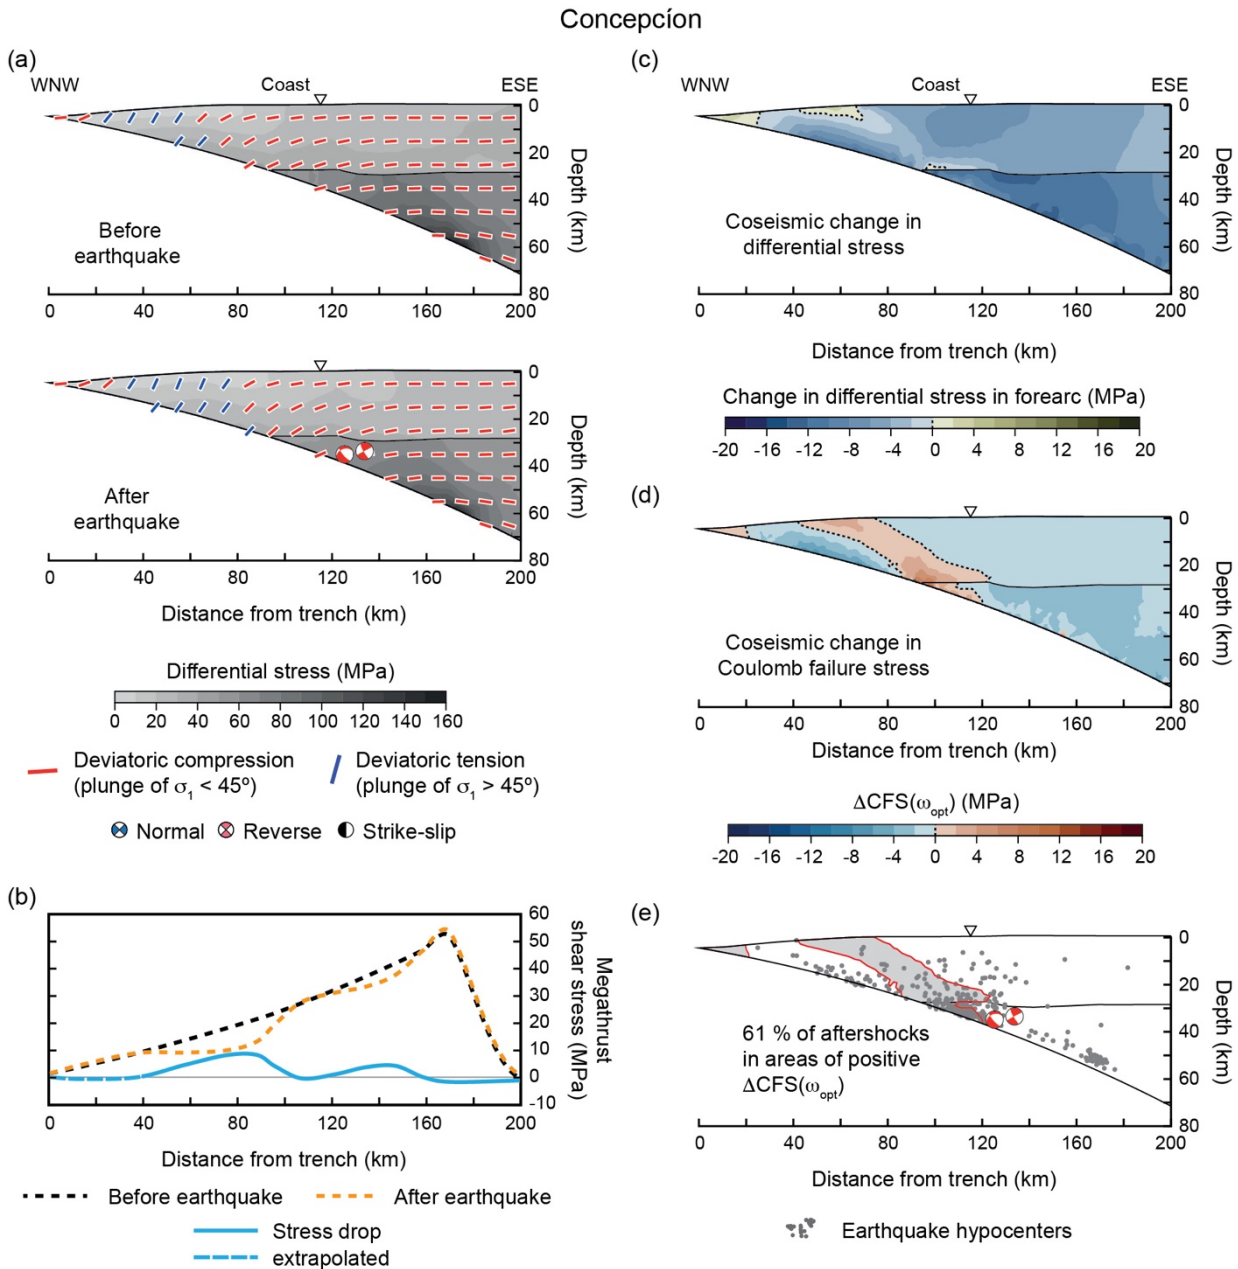 Concepcíon
(a)
WNW
Coast
ESE
0
20
40
60
80
Depth (km)
Before
earthquake
0 40 80 120 160 200
0
20
40
60
80
Depth (km)
After
earthquake
0 40 80 120 160 200
Distance from trench (km)
Differential stress (MPa)
0 20 40 60 80 100 120 140 160
Deviatoric compression
(plunge of σ1 < 45º)
Deviatoric tension
(plunge of σ1 > 45º)
Normal
Reverse
Strike-slip
(b)
60
50
40
30
20
10
0
-10
Megathrust
shear stress (MPa)
0 40 80 120 160 200
Distance from trench (km)
Before earthquake
After earthquake
Stress drop
extrapolated
(c)
WNW
Coast
ESE
0
20
40
60
80
Depth (km)
Coseismic change in
differential stress
0 40 80 120 160 200
Distance from trench (km)
Change in differential stress in forearc (MPa)
-20 -16 -12 -8 -4 0 4 8 12 16 20
(d)
0
20
40
60
80
Depth (km)
Coseismic change in
Coulomb failure stress
0 40 80 120 160 200
Distance from trench (km)
ΔCFS(ωopt) (MPa)
-20 -16 -12 -8 -4 0 4 8 12 16 20
(e)
0
20
40
60
80
Depth (km)
61 % of aftershocks
in areas of positive
ΔCFS(ωopt)
0 40 80 120 160 200
Distance from trench (km)
Earthquake hypocenters